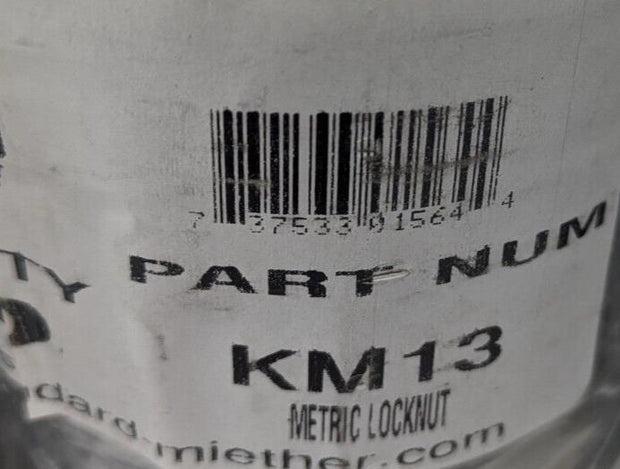 7 37533 01564 4
TY PART NUM
KM13
METRIC LOCKNUT
dard-miether.com